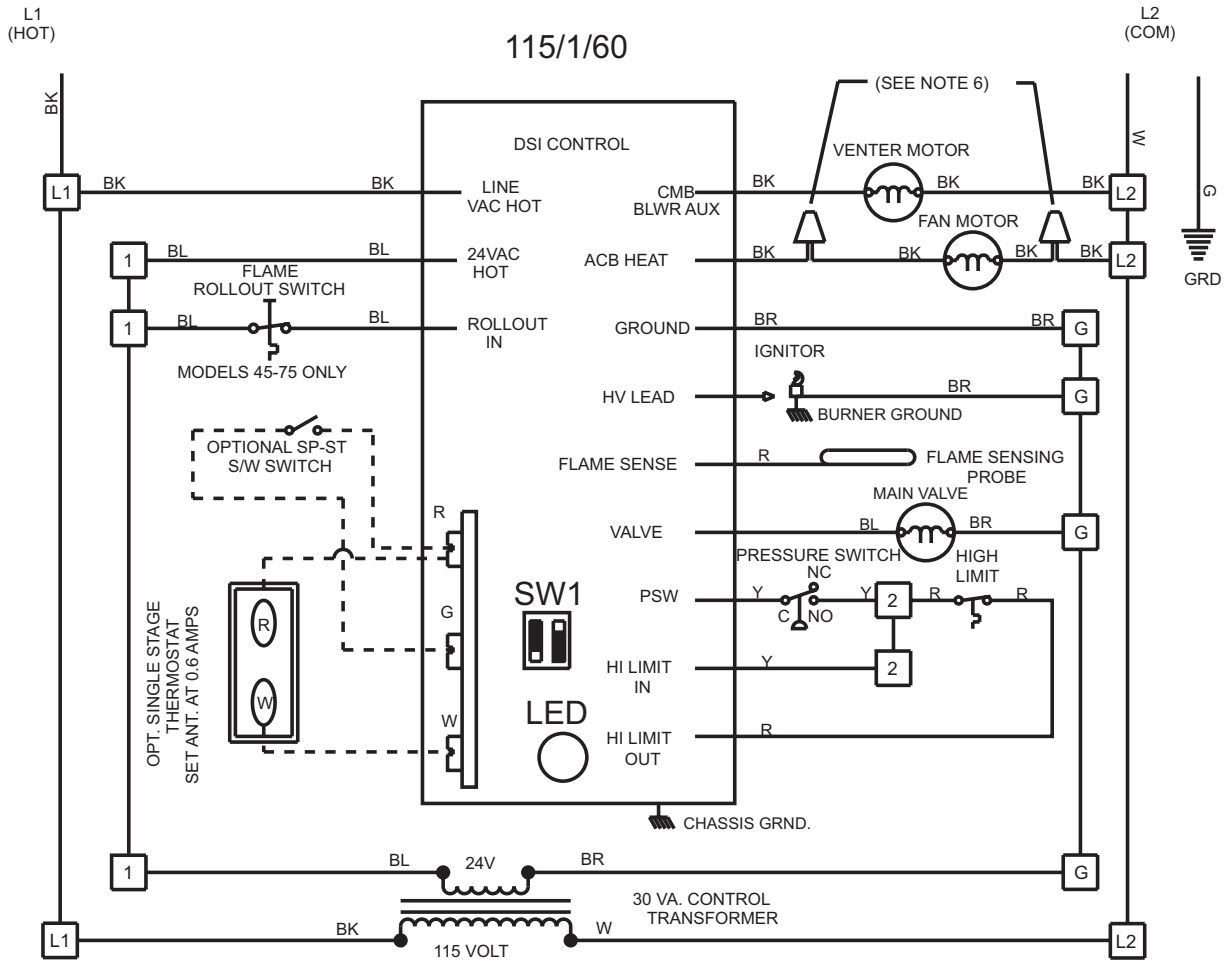 L1
(HOT)
L2
(COM)
115/1/60
BK
(SEE NOTE 6)
W
G
DSI CONTROL
VENTER MOTOR
L1
BK
BK
LINE
VAC HOT
CMB
BLWR AUX
BK
BK
BK
L2
FAN MOTOR
1
BL
BL
24VAC
HOT
ACB HEAT
BK
BK
BK
BK
L2
GRD
FLAME
ROLLOUT SWITCH
1
BL
BL
ROLLOUT
IN
GROUND
BR
BR
G
MODELS 45-75 ONLY
IGNITOR
HV LEAD
BR
G
BURNER GROUND
OPTIONAL SP-ST
S/W SWITCH
FLAME SENSE
R
FLAME SENSING
PROBE
MAIN VALVE
R
VALVE
BL
BR
G
PRESSURE SWITCH
HIGH
LIMIT
NC
SW1
PSW
Y
C
NO
Y
2
R
R
G
R
W
OPT. SINGLE STAGE
THERMOSTAT
SET ANT. AT 0.6 AMPS
HI LIMIT
IN
Y
2
LED
W
HI LIMIT
OUT
R
CHASSIS GRND.
1
BL
24V
BR
G
30 VA. CONTROL
TRANSFORMER
L1
BK
115 VOLT
W
L2